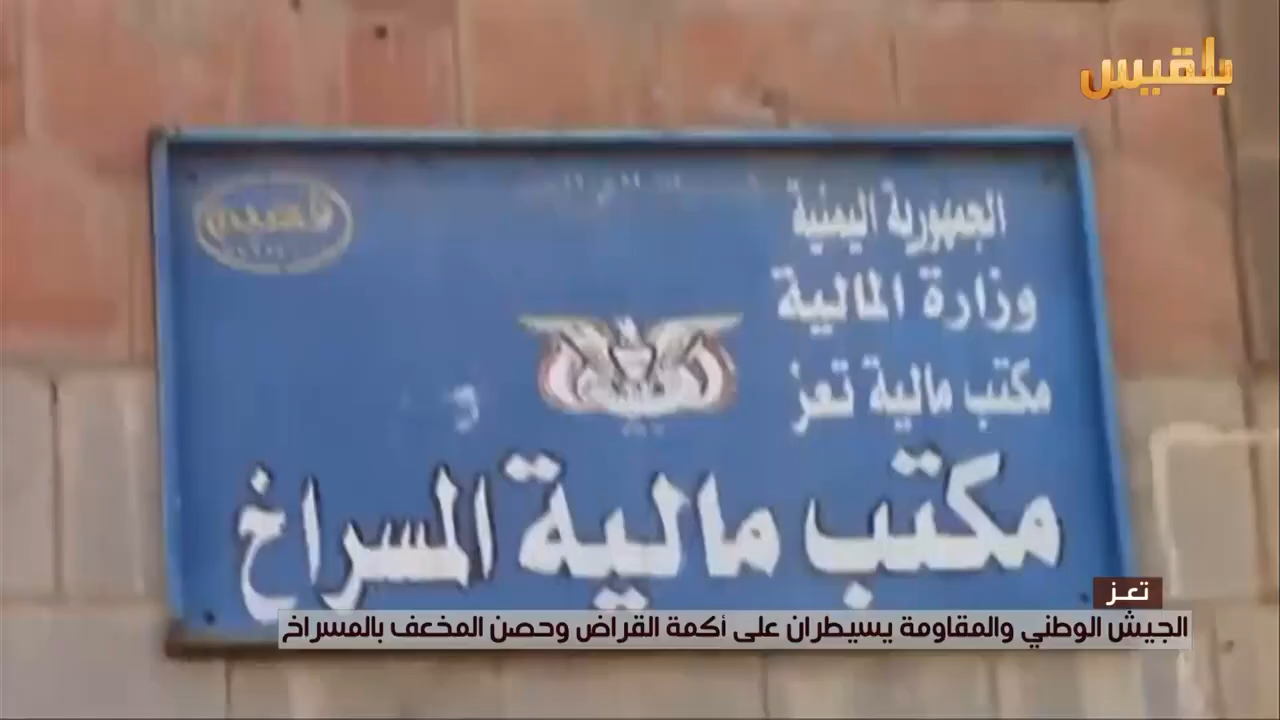 بلقيس
الجمهورية اليمنية
وزارة المالية
مكتب مالية تعز
مكتب مالية المسراخ
تعز
الجيش الوطني والمقاومة يسيطران على أكمة القراض وحصن المخعف بالمسراخ